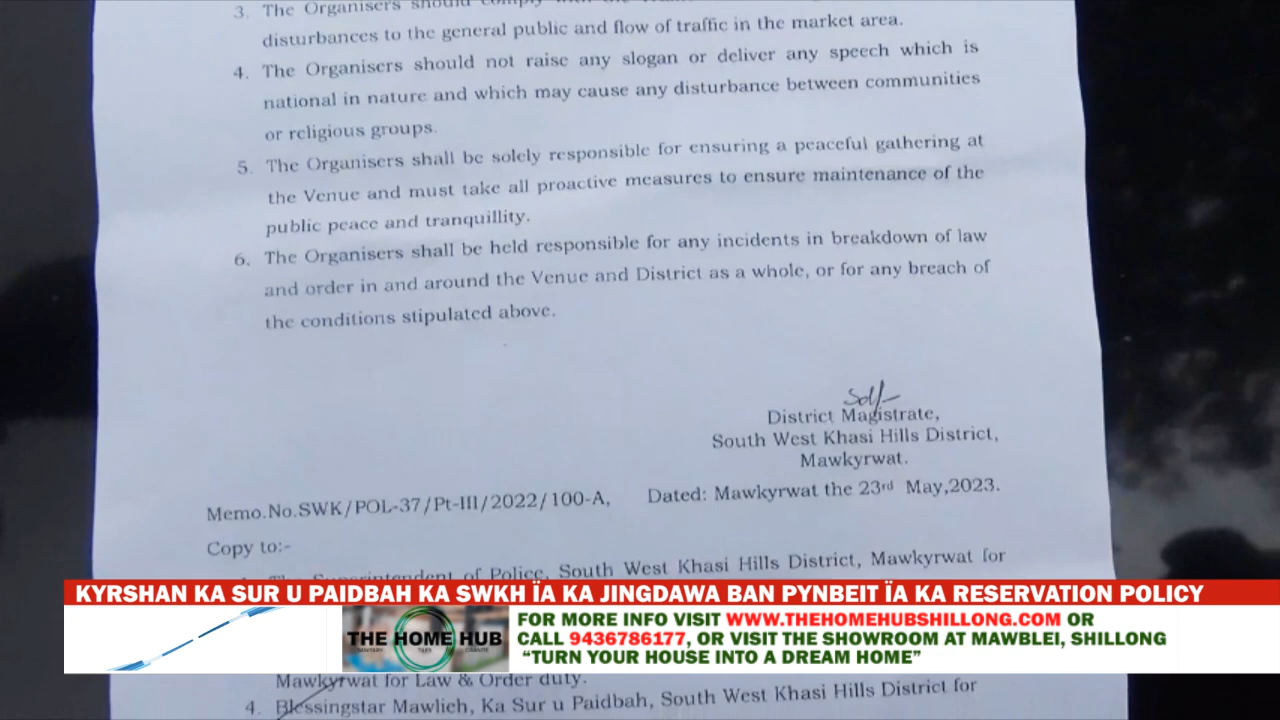 3. The Organisers should comply with the
disturbances to the general public and flow of traffic in the market area.
4. The Organisers should not raise any slogan or deliver any speech which is
national in nature and which may cause any disturbance between communities
or religious groups.
5. The Organisers shall be solely responsible for ensuring a peaceful gathering at
the Venue and must take all proactive measures to ensure maintenance of the
public peace and tranquillity.
6. The Organisers shall be held responsible for any incidents in breakdown of law
and order in and around the Venue and District as a whole, or for any breach of
the conditions stipulated above.
Sd/-
District Magistrate,
South West Khasi Hills District,
Mawkyrwat.
Memo.No.SWK/POL-37/Pt-III/2022/100-A, Dated: Mawkyrwat the 23rd May,2023.
Copy to:-
The Superintendent of Police, South West Khasi Hills District, Mawkyrwat for
KYRSHAN KA SUR U PAIDBAH KA SWKH ÏA KA JINGDAWA BAN PYNBEIT ÏA KA RESERVATION POLICY
THE HOME HUB
SANITARY TILES GRANITE
FOR MORE INFO VISIT WWW.THEHOMEHUBSHILLONG.COM OR
CALL 9436786177, OR VISIT THE SHOWROOM AT MAWBLEI, SHILLONG
“TURN YOUR HOUSE INTO A DREAM HOME”
Mawkyrwat for Law & Order duty.
4. Blessingstar Mawlieh, Ka Sur u Paidbah, South West Khasi Hills District for